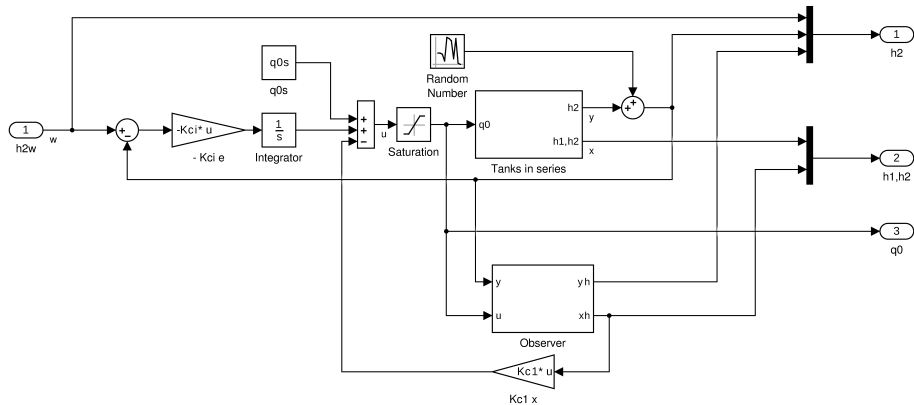 1
h2
q0s
q0s
Random
Number
h2
q0
y
h1,h2
x
Tanks in series
1
h2w
w
+
−
-Kci* u
- Kci e
1
s
Integrator
+
+
−
u
Saturation
+
+
2
h1,h2
3
q0
y
yh
u
xh
Observer
Kc1* u
Kc1 x